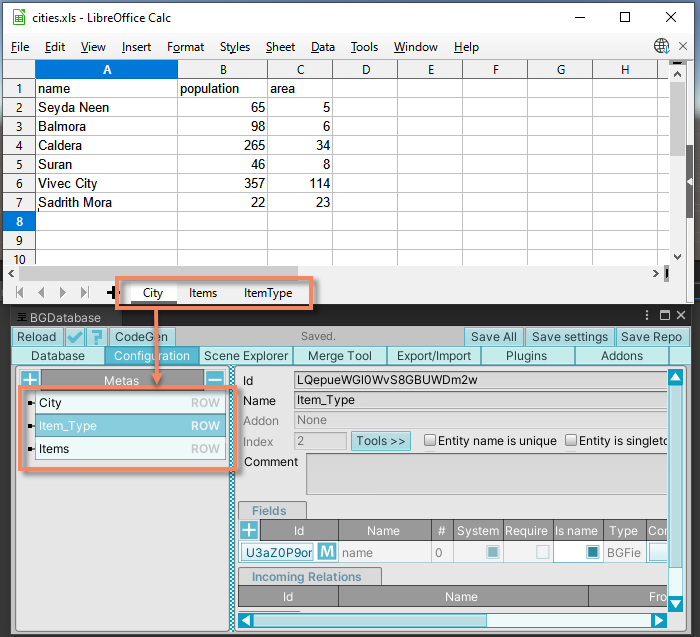 cities.xls - LibreOffice Calc
File Edit View Insert Format Styles Sheet Data Tools Window Help
A B C D E F G H
1 name population area
2 Seyda Neen 65 5
3 Balmora 98 6
4 Caldera 265 34
5 Suran 46 8
6 Vivec City 357 114
7 Sadrith Mora 22 23
8
9
10
City Items ItemType
BGDatabase
Reload ? CodeGen Saved. Save All Save settings Save Repo
Database Configuration Scene Explorer Merge Tool Export/Import Plugins Addons
Metas
City ROW
Item_Type ROW
Items ROW
Id LQepueWGl0WvS8GBUWDm2w
Name Item_Type
Addon None
Index 2 Tools >> Entity name is unique Entity is singleto
Comment
Fields
Id Name # System Require Is name Type Cor
U3aZ0P9or M name 0 BGFie
Incoming Relations
Id Name Fro